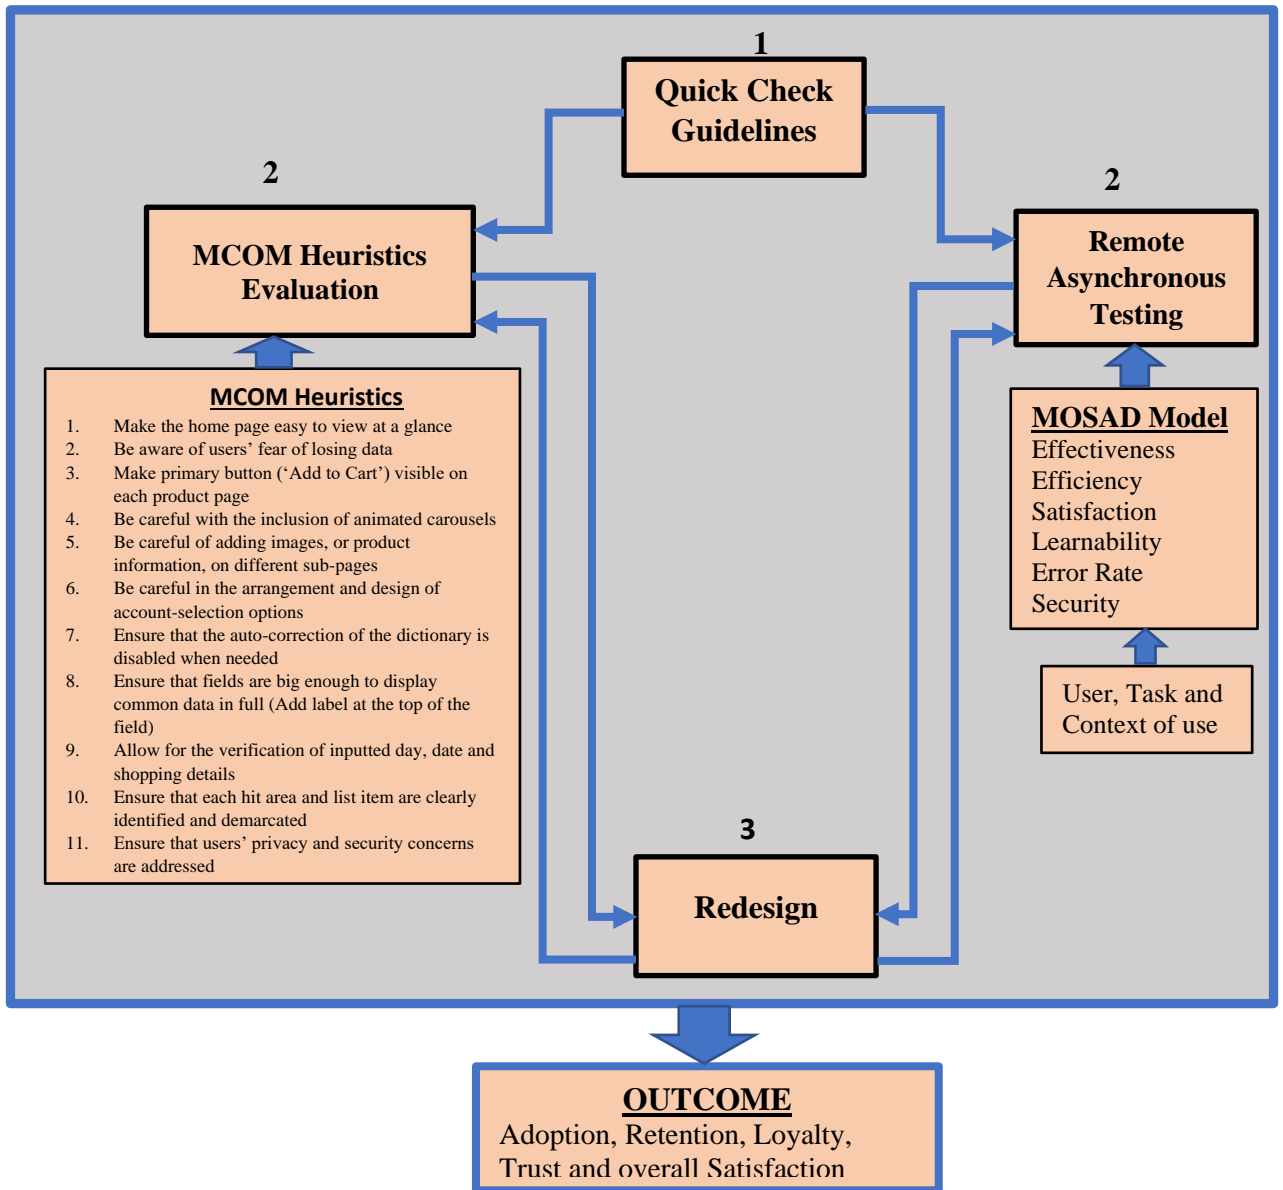 1
Quick Check
Guidelines
2
MCOM Heuristics
Evaluation
2
Remote
Asynchronous
Testing
MCOM Heuristics
1. Make the home page easy to view at a glance
2. Be aware of users’ fear of losing data
3. Make primary button (‘Add to Cart’) visible on
each product page
4. Be careful with the inclusion of animated carousels
5. Be careful of adding images, or product
information, on different sub-pages
6. Be careful in the arrangement and design of
account-selection options
7. Ensure that the auto-correction of the dictionary is
disabled when needed
8. Ensure that fields are big enough to display
common data in full (Add label at the top of the
field)
9. Allow for the verification of inputted day, date and
shopping details
10. Ensure that each hit area and list item are clearly
identified and demarcated
11. Ensure that users’ privacy and security concerns
are addressed
MOSAD Model
Effectiveness
Efficiency
Satisfaction
Learnability
Error Rate
Security
User, Task and
Context of use
3
Redesign
OUTCOME
Adoption, Retention, Loyalty,
Trust and overall Satisfaction